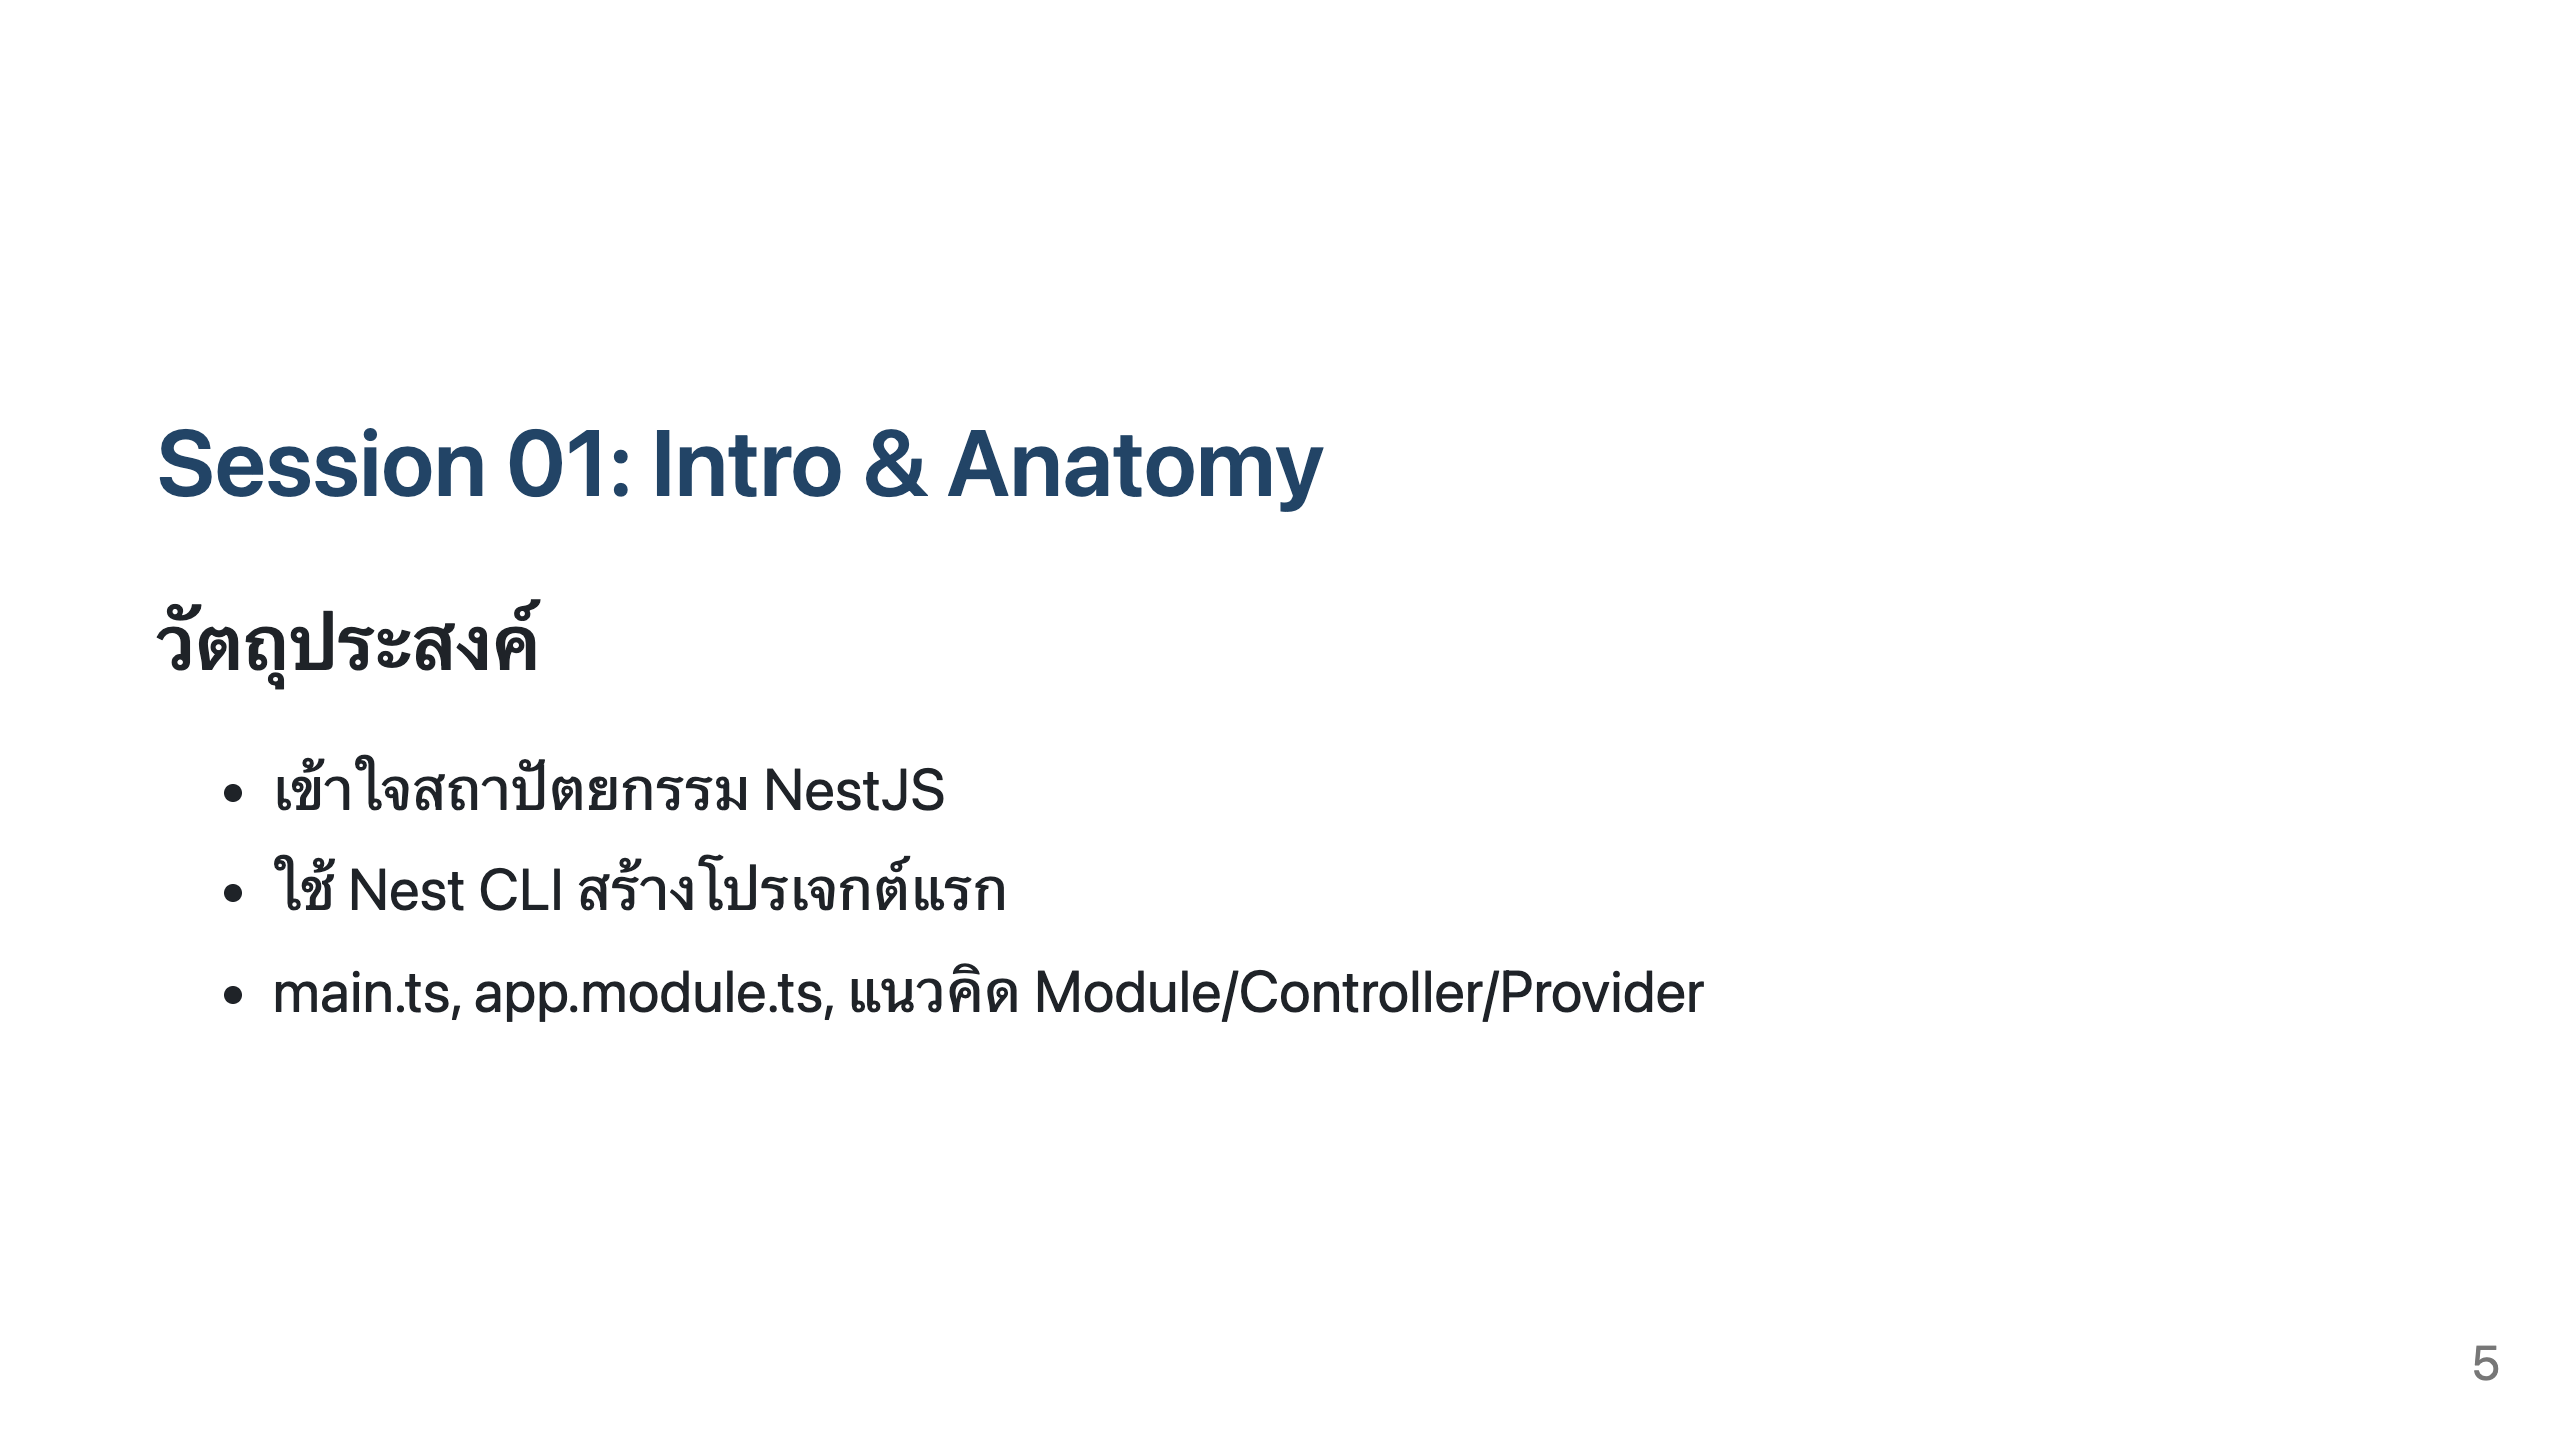 Session 01: Intro & Anatomy
วัตถุประสงค์
• เข้าใจสถาปัตยกรรม NestJS
• ใช้ Nest CLI สร้างโปรเจกต์แรก
• main.ts, app.module.ts, แนวคิด Module/Controller/Provider
5